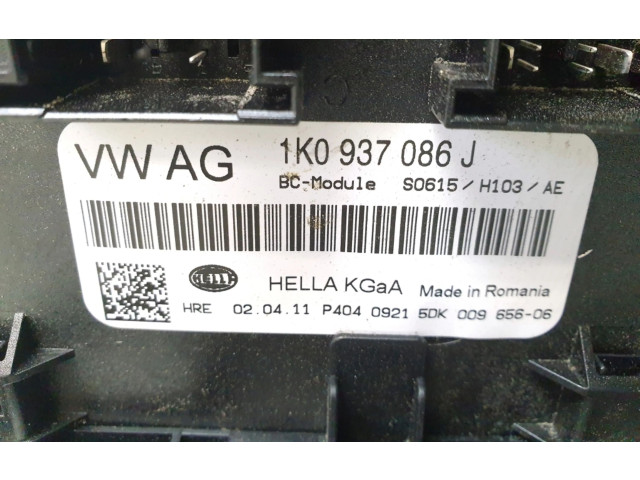 VW AG 1K0 937 086 J
BC-Module S0615/H103/AE
HELLA HELLA KGaA Made in Romania
HRE 02.04.11 P404 0921 5DK 009 656-06